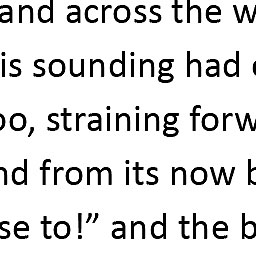 and across the w
is sounding had
oo, straining forw
nd from its now b
se to!” and the b